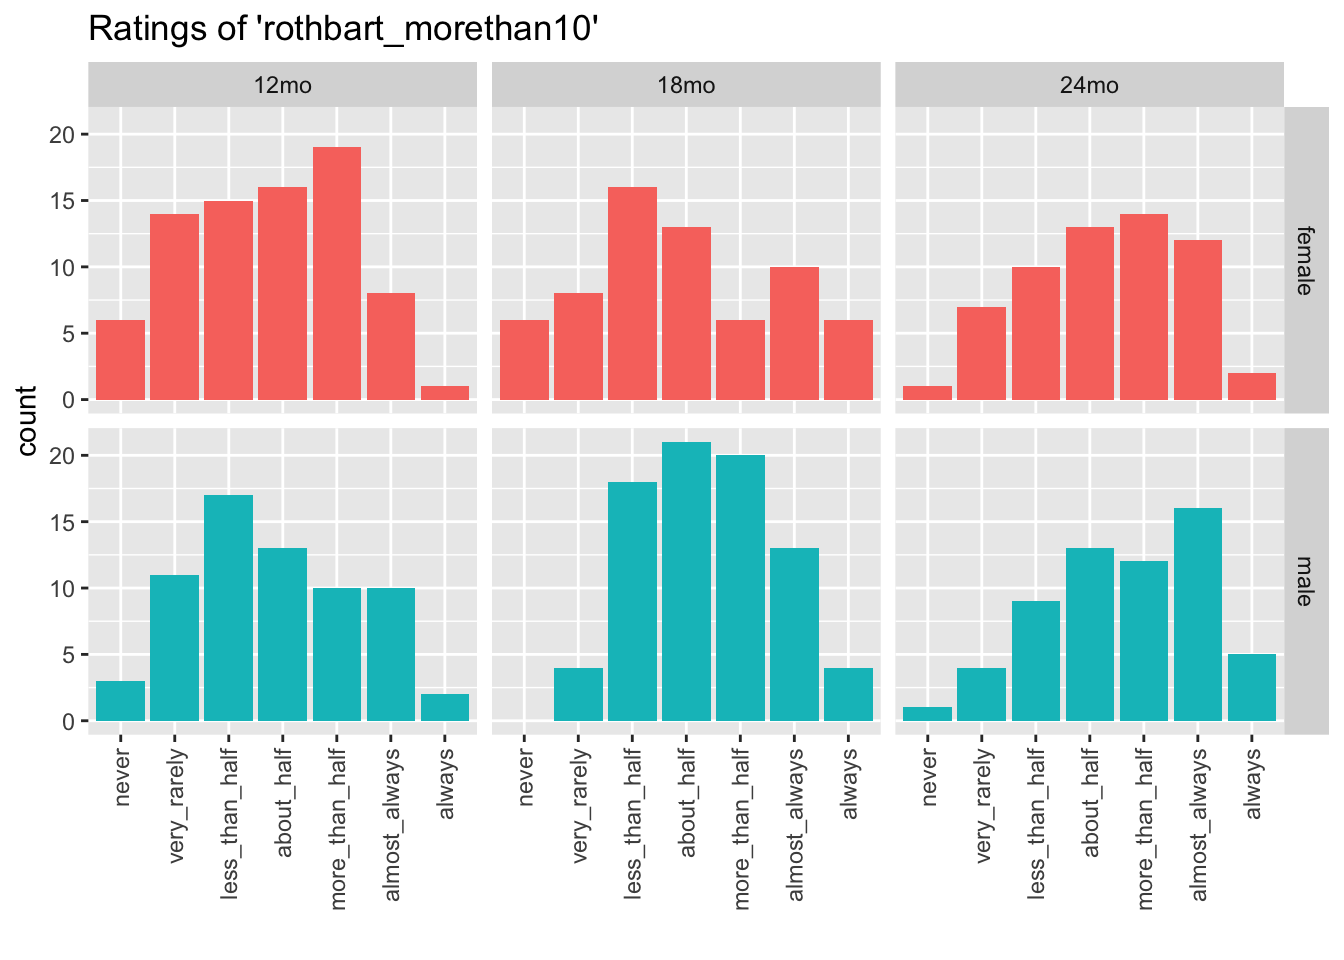 Ratings of 'rothbart_morethan10'
12mo 18mo 24mo
20
15
10
5
0
female
count
20
15
10
5
0
male
never very_rarely less_than_half about_half more_than_half almost_always always never very_rarely less_than_half about_half more_than_half almost_always always never very_rarely less_than_half about_half more_than_half almost_always always